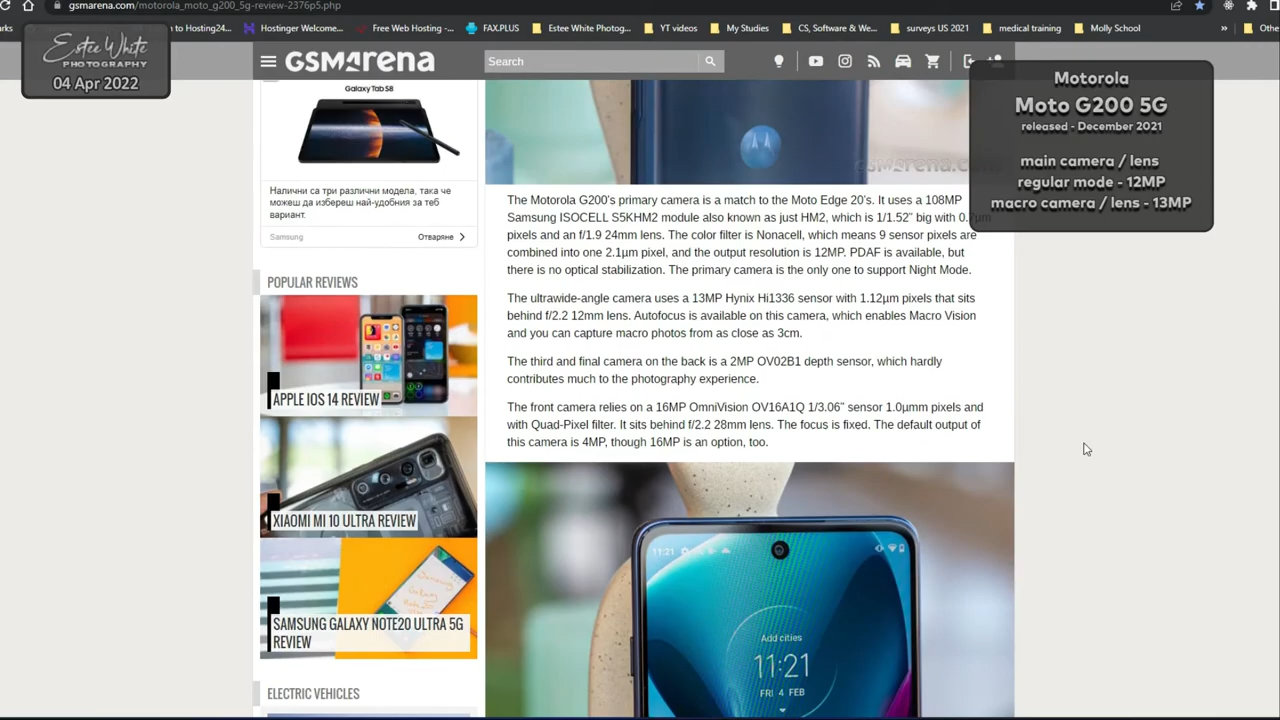 gsmarena.com/motorola_moto_g200_5g-review-2376p5.php
rks
to Hosting24...
Hostinger Welcome...
Free Web Hosting -...
FAX.PLUS
Estee White Photog...
YT videos
My Studies
CS, Software & We...
surveys US 2021
medical training
Molly School
»
Othe
Estee White
PHOTOGRAPHY
04 Apr 2022
GSMArena
Search
Motorola
Moto G200 5G
released - December 2021
main camera / lens
regular mode - 12MP
macro camera / lens - 13MP
Galaxy Tab S8
Налични са три различни модела, така че
можеш да избереш най-удобния за теб
вариант.
Samsung
Отваряне
POPULAR REVIEWS
APPLE IOS 14 REVIEW
XIAOMI MI 10 ULTRA REVIEW
SAMSUNG GALAXY NOTE20 ULTRA 5G
REVIEW
ELECTRIC VEHICLES
GSMArena.com
The Motorola G200's primary camera is a match to the Moto Edge 20's. It uses a 108MP
Samsung ISOCELL S5KHM2 module also known as just HM2, which is 1/1.52" big with 0.7µm
pixels and an f/1.9 24mm lens. The color filter is Nonacell, which means 9 sensor pixels are
combined into one 2.1µm pixel, and the output resolution is 12MP. PDAF is available, but
there is no optical stabilization. The primary camera is the only one to support Night Mode.
The ultrawide-angle camera uses a 13MP Hynix Hi1336 sensor with 1.12µm pixels that sits
behind f/2.2 12mm lens. Autofocus is available on this camera, which enables Macro Vision
and you can capture macro photos from as close as 3cm.
The third and final camera on the back is a 2MP OV02B1 depth sensor, which hardly
contributes much to the photography experience.
The front camera relies on a 16MP OmniVision OV16A1Q 1/3.06" sensor 1.0µmm pixels and
with Quad-Pixel filter. It sits behind f/2.2 28mm lens. The focus is fixed. The default output of
this camera is 4MP, though 16MP is an option, too.
11:21
Add cities
11:21
FRI 4 FEB